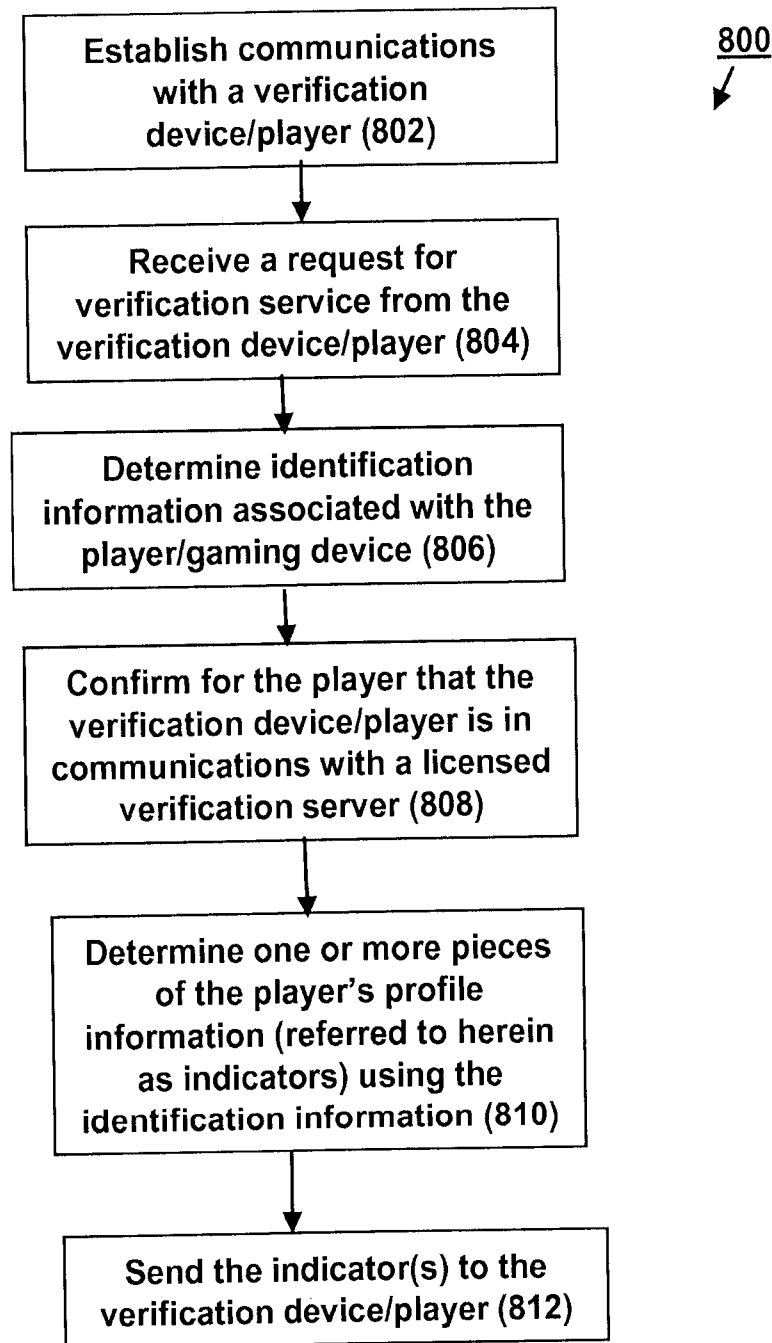 800
Establish communications
with a verification
device/player (802)
Receive a request for
verification service from the
verification device/player (804)
Determine identification
information associated with the
player/gaming device (806)
Confirm for the player that the
verification device/player is in
communications with a licensed
verification server (808)
Determine one or more pieces
of the player's profile
information (referred to herein
as indicators) using the
identification information (810)
Send the indicator(s) to the
verification device/player (812)